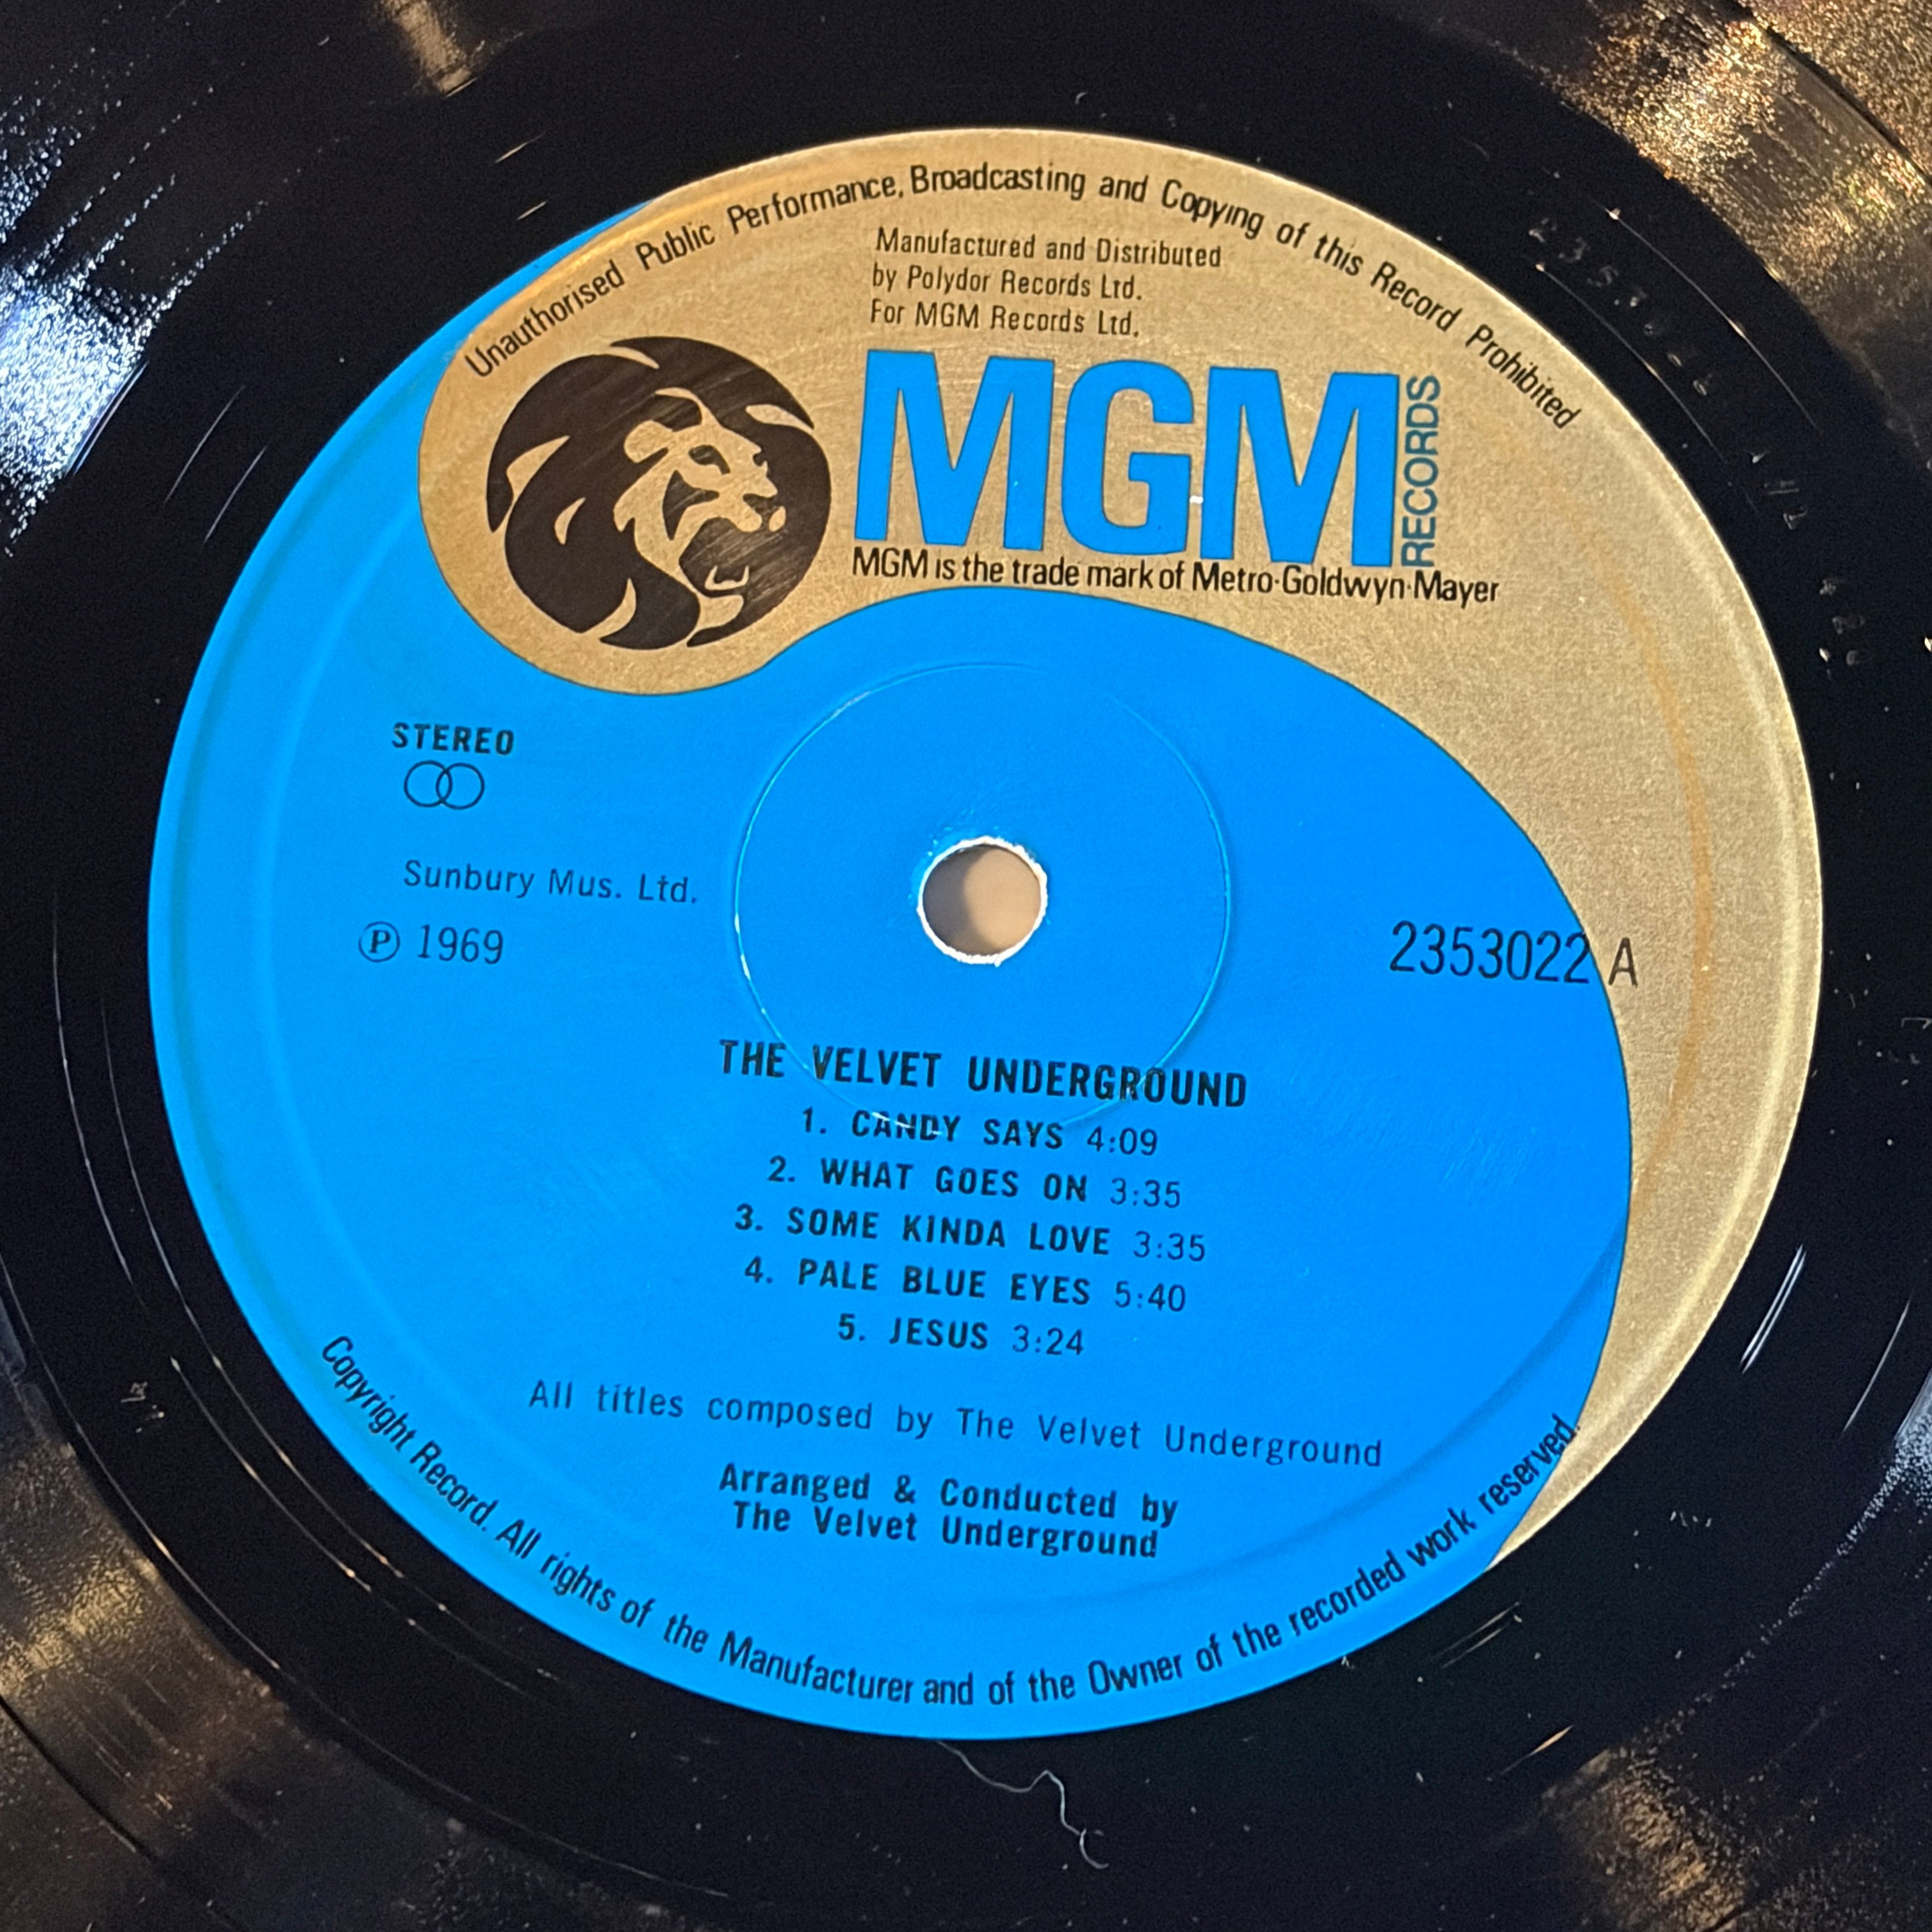 Unauthorised Public Performance, Broadcasting and Copying of this Record Prohibited
Manufactured and Distributed
by Polydor Records Ltd.
For MGM Records Ltd.
MGM RECORDS
MGM is the trade mark of Metro·Goldwyn·Mayer
STEREO
Sunbury Mus. Ltd.
℗ 1969
2353022 A
THE VELVET UNDERGROUND
1. CANDY SAYS 4:09
2. WHAT GOES ON 3:35
3. SOME KINDA LOVE 3:35
4. PALE BLUE EYES 5:40
5. JESUS 3:24
All titles composed by The Velvet Underground
Arranged & Conducted by
The Velvet Underground
Copyright Record. All rights of the Manufacturer and of the Owner of the recorded work reserved.